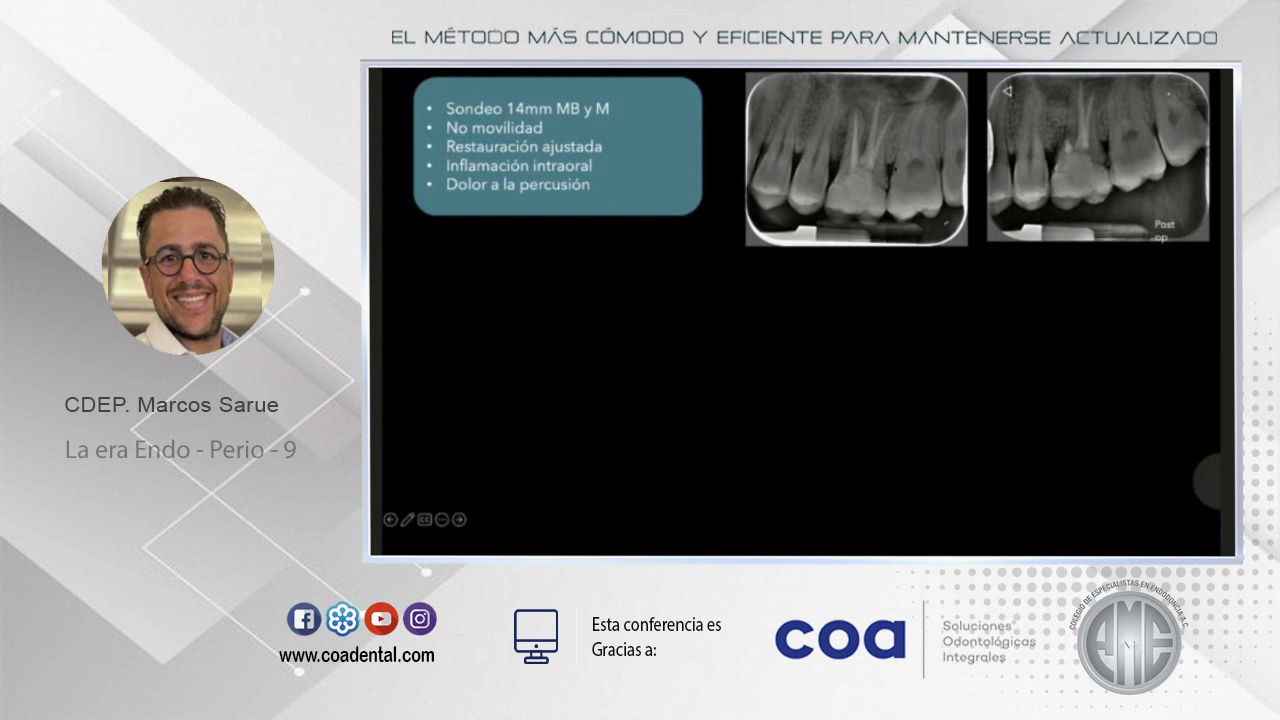 EL MÉTODO MÁS CÓMODO Y EFICIENTE PARA MANTENERSE ACTUALIZADO
• Sondeo 14mm MB y M
• No movilidad
• Restauración ajustada
• Inflamación intraoral
• Dolor a la percusión
Post
op
CDEP. Marcos Sarue
La era Endo - Perio - 9
www.coadental.com
Esta conferencia es
Gracias a:
coa
Soluciones
Odontológicas
Integrales
COLEGIO DE ESPECIALISTAS EN ENDODONCIA A.C.